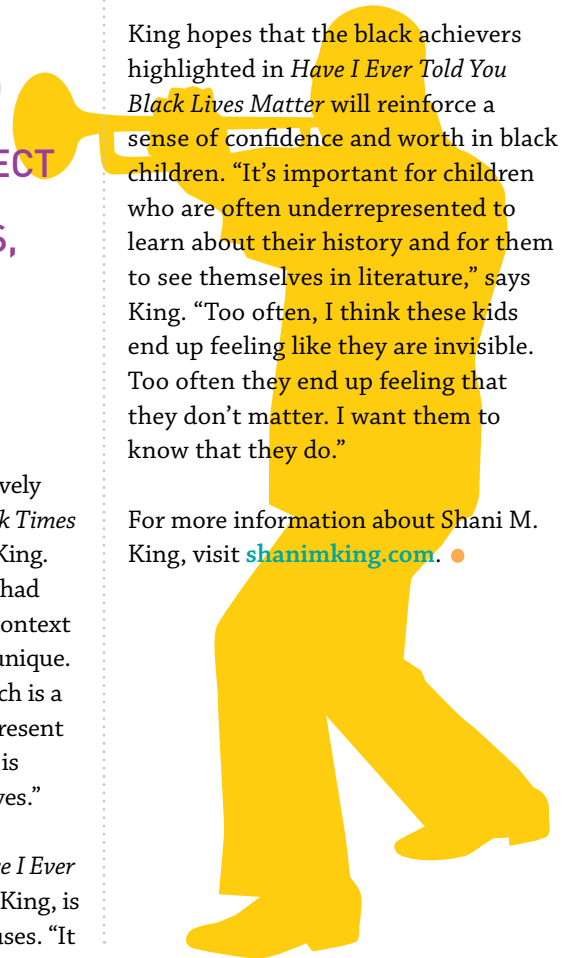 ECT
S,
vely
k Times
King.
had
ontext
unique.
ch is a
resent
is
ves.”
e I Ever
King, is
uses. “It
King hopes that the black achievers
highlighted in Have I Ever Told You
Black Lives Matter will reinforce a
sense of confidence and worth in black
children. “It’s important for children
who are often underrepresented to
learn about their history and for them
to see themselves in literature,” says
King. “Too often, I think these kids
end up feeling like they are invisible.
Too often they end up feeling that
they don’t matter. I want them to
know that they do.”
For more information about Shani M.
King, visit shanimking.com.